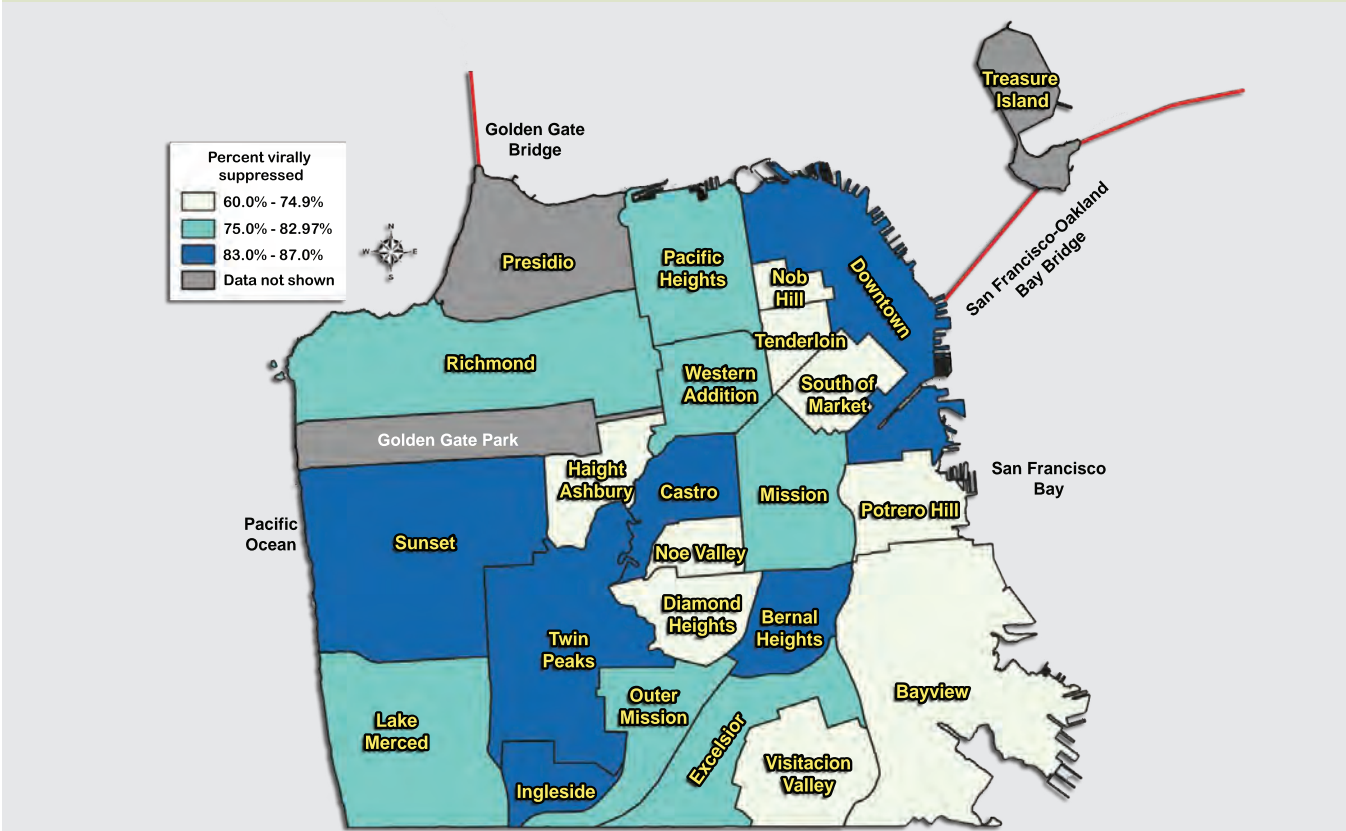 Treasure
Island
Golden Gate
Bridge
Percent virally
suppressed
60.0% - 74.9%
75.0% - 82.97%
83.0% - 87.0%
Data not shown
N
W
E
S
San Francisco-Oakland
Bay Bridge
Presidio
Pacific
Heights
Nob
Hill
Downtown
Tenderloin
Richmond
Western
Addition
South of
Market
Golden Gate Park
Haight
Ashbury
Castro
Mission
Potrero Hill
San Francisco
Bay
Pacific
Ocean
Sunset
Noe Valley
Diamond
Heights
Bernal
Heights
Twin
Peaks
Outer
Mission
Bayview
Lake
Merced
Excelsior
Visitacion
Valley
Ingleside